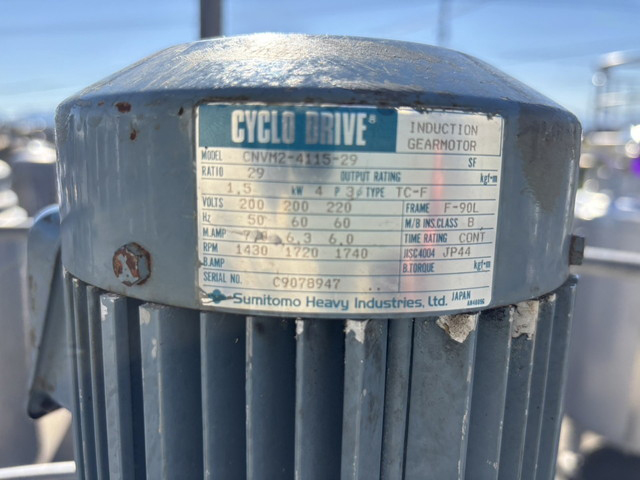 CYCLO DRIVE®
INDUCTION
GEARMOTOR
MODEL CNVM2-4115-29 SF
RATIO 29 OUTPUT RATING kgf-m
1.5 kW 4 P 3φ TYPE TC-F
VOLTS 200 200 220 FRAME F-90L
Hz 50 60 60 M/B INS.CLASS B
M.AMP 6.3 6.0 TIME RATING CONT
RPM 1430 1720 1740 JISC4004 JP44
B.AMP B.TORQUE kgf-m
SERIAL NO. C9078947
Sumitomo Heavy Industries, Ltd. JAPAN